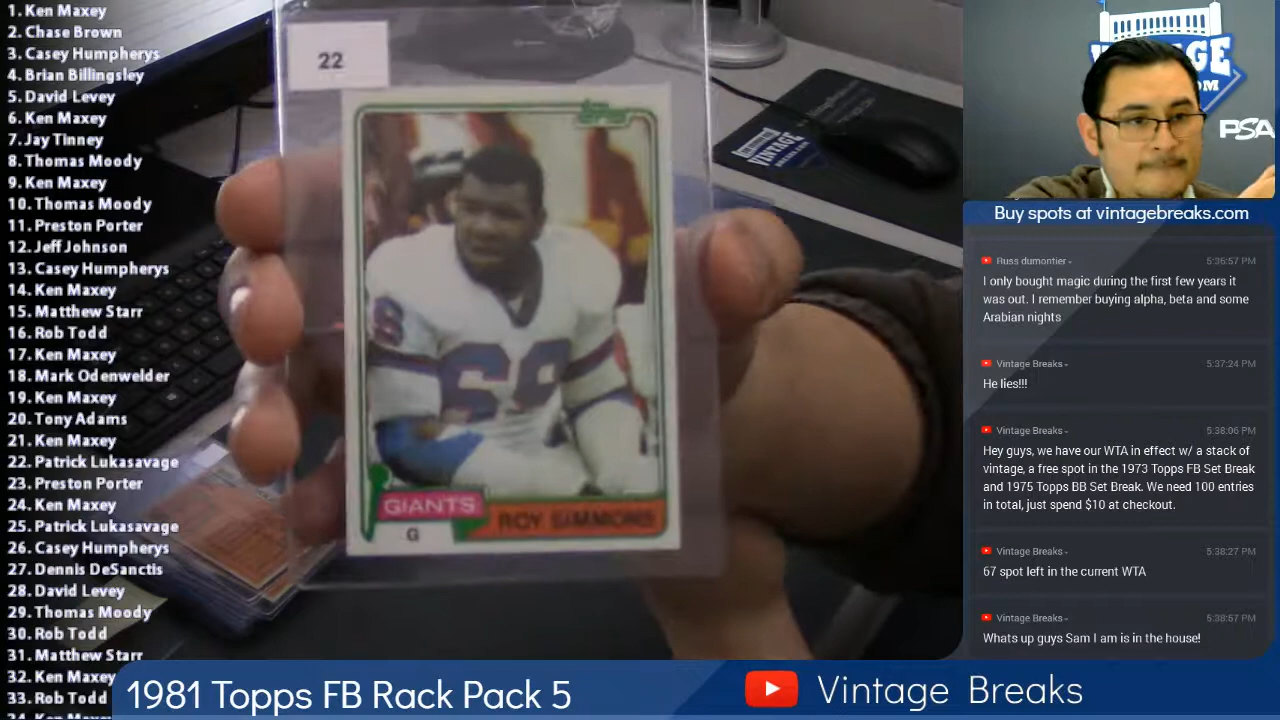 1. Ken Maxey
2. Chase Brown
3. Casey Humpherys
4. Brian Billingsley
5. David Levey
6. Ken Maxey
7. Jay Tinney
8. Thomas Moody
9. Ken Maxey
10. Thomas Moody
11. Preston Porter
12. Jeff Johnson
13. Casey Humpherys
14. Ken Maxey
15. Matthew Starr
16. Rob Todd
17. Ken Maxey
18. Mark Odenwelder
19. Ken Maxey
20. Tony Adams
21. Ken Maxey
22. Patrick Lukasavage
23. Preston Porter
24. Ken Maxey
25. Patrick Lukasavage
26. Casey Humpherys
27. Dennis DeSanctis
28. David Levey
29. Thomas Moody
30. Rob Todd
31. Matthew Starr
32. Ken Maxey
33. Rob Todd
34. Ken Maxey
22
Topps
68
GIANTS
G
ROY SIMMONS
VINTAGE
PSA
Buy spots at vintagebreaks.com
Russ dumontier
5:36:57 PM
I only bought magic during the first few years it
was out. I remember buying alpha, beta and some
Arabian nights
Vintage Breaks
5:37:24 PM
He lies!!!
Vintage Breaks
5:38:06 PM
Hey guys, we have our WTA in effect w/ a stack of
vintage, a free spot in the 1973 Topps FB Set Break
and 1975 Topps BB Set Break. We need 100 entries
in total, just spend $10 at checkout.
Vintage Breaks
5:38:27 PM
67 spot left in the current WTA
Vintage Breaks
5:38:57 PM
Whats up guys Sam I am is in the house!
1981 Topps FB Rack Pack 5
Vintage Breaks